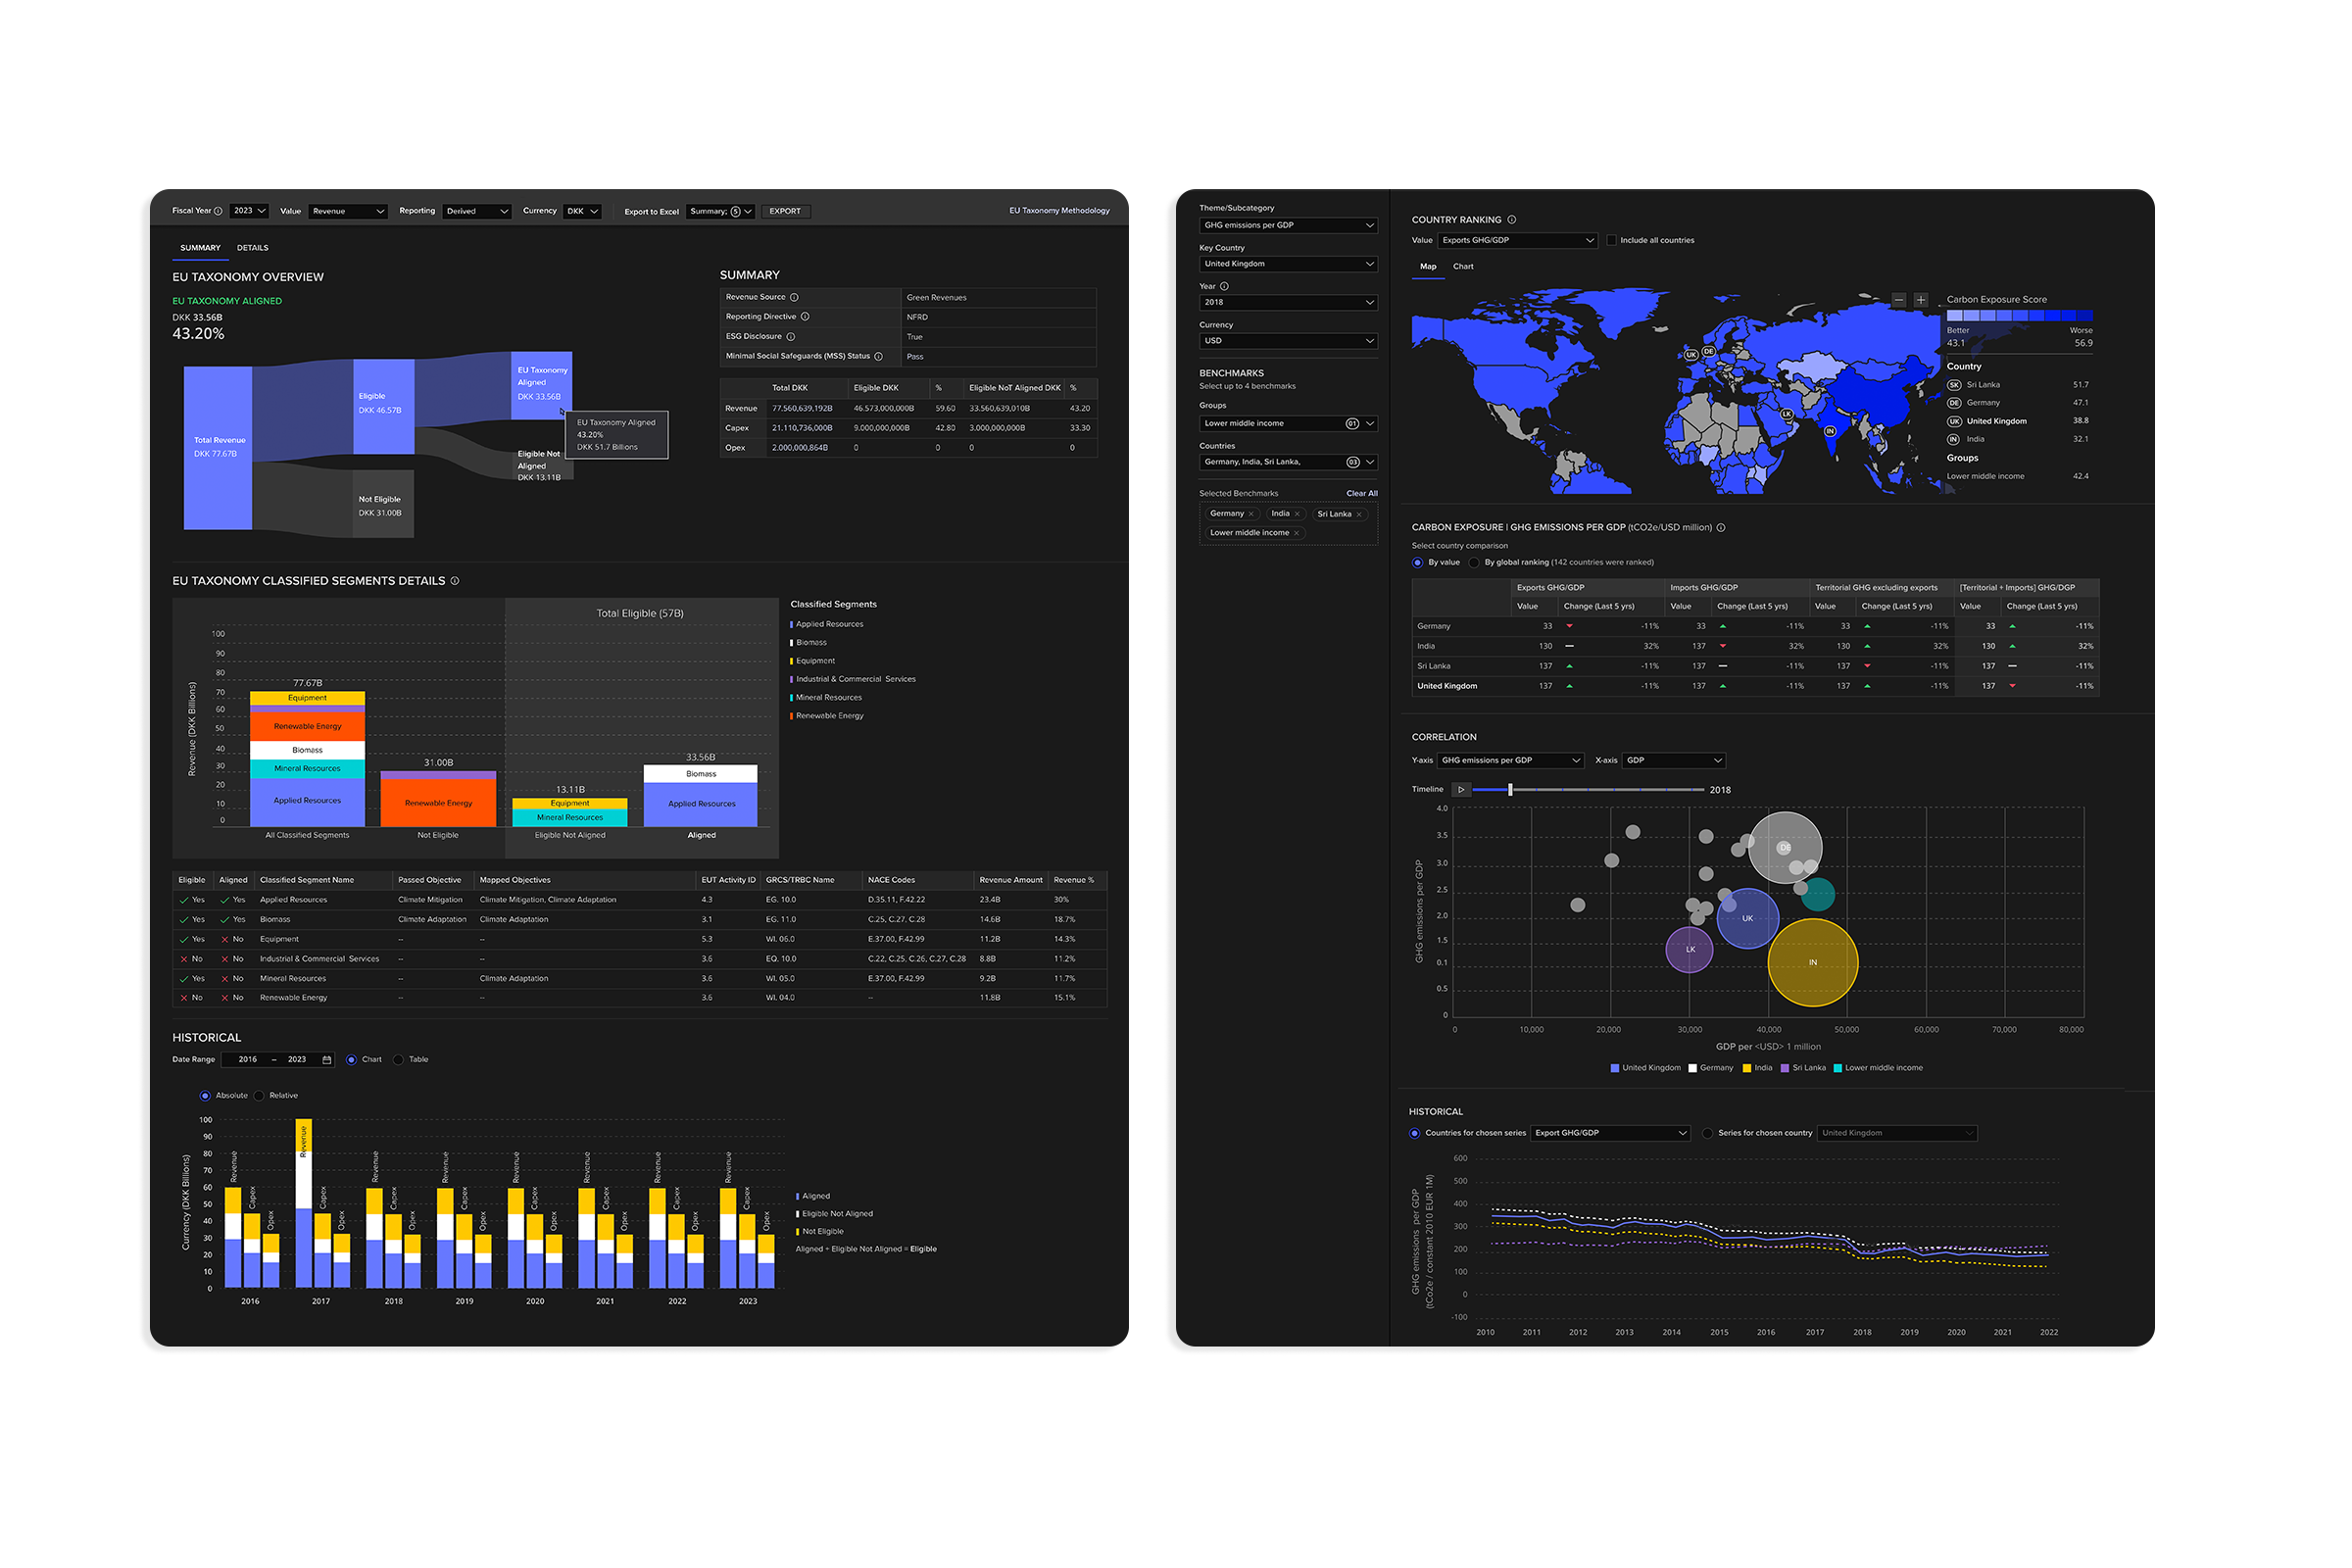 Fiscal Year 2023 Value Revenue Reporting Derived Currency DKK Export to Excel Summary; 5 EXPORT EU Taxonomy Methodology
SUMMARY DETAILS
EU TAXONOMY OVERVIEW
EU TAXONOMY ALIGNED
DKK 33.56B
43.20%
Total Revenue
DKK 77.67B
Eligible
DKK 46.57B
Not Eligible
DKK 31.00B
EU Taxonomy
Aligned
DKK 33.56B
EU Taxonomy Aligned
43.20%
DKK 51.7 Billions
Eligible Not
Aligned
DKK 13.11B
SUMMARY
Revenue Source Green Revenues
Reporting Directive NFRD
ESG Disclosure True
Minimal Social Safeguards (MSS) Status Pass
Total DKK Eligible DKK % Eligible NoT Aligned DKK %
Revenue 77.560,639,192B 46.573,000,000B 59.60 33.560,639,010B 43.20
Capex 21.110,736,000B 9.000,000,000B 42.80 3.000,000,000B 33.30
Opex 2.000,000,864B 0 0 0 0
EU TAXONOMY CLASSIFIED SEGMENTS DETAILS
Total Eligible (57B)
Revenue (DKK Billions)
100
90
80
70
60
50
40
30
20
10
0
77.67B
Equipment
Renewable Energy
Biomass
Mineral Resources
Applied Resources
31.00B
Renewable Energy
13.11B
Equipment
Mineral Resources
33.56B
Biomass
Applied Resources
All Classified Segments Not Eligible Eligible Not Aligned Aligned
Classified Segments
Applied Resources
Biomass
Equipment
Industrial & Commercial Services
Mineral Resources
Renewable Energy
Eligible Aligned Classified Segment Name Passed Objective Mapped Objectives EUT Activity ID GRCS/TRBC Name NACE Codes Revenue Amount Revenue %
Yes Yes Applied Resources Climate Mitigation Climate Mitigation, Climate Adaptation 4.3 EG. 10.0 D.35.11, F.42.22 23.4B 30%
Yes Yes Biomass Climate Adaptation Climate Adaptation 3.1 EG. 11.0 C.25, C.27, C.28 14.6B 18.7%
Yes No Equipment -- -- 5.3 WI. 06.0 E.37.00, F.42.99 11.2B 14.3%
No No Industrial & Commercial Services -- -- 3.6 EQ. 10.0 C.22, C.25, C.26, C.27, C.28 8.8B 11.2%
Yes No Mineral Resources Climate Adaptation 3.6 WI. 05.0 E.37.00, F.42.99 9.2B 11.7%
No No Renewable Energy -- -- 3.6 WI. 04.0 -- 11.8B 15.1%
HISTORICAL
Date Range 2016 – 2023 Chart Table
Absolute Relative
Currency (DKK Billions)
100
90
80
70
60
50
40
30
20
10
0
Revenue Capex Opex
Revenue Capex Opex
Revenue Capex Opex
Revenue Capex Opex
Revenue Capex Opex
Revenue Capex Opex
Revenue Capex Opex
Revenue Capex Opex
2016 2017 2018 2019 2020 2021 2022 2023
Aligned
Eligible Not Aligned
Not Eligible
Aligned + Eligible Not Aligned = Eligible
Theme/Subcategory
GHG emissions per GDP
Key Country
United Kingdom
Year
2018
Currency
USD
BENCHMARKS
Select up to 4 benchmarks
Groups
Lower middle income 01
Countries
Germany, India, Sri Lanka, 03
Selected Benchmarks Clear All
Germany × India × Sri Lanka ×
Lower middle income ×
COUNTRY RANKING
Value Exports GHG/GDP Include all countries
Map Chart
UK DE
LK
IN
− +
Carbon Exposure Score
Better Worse
43.1 56.9
Country
SK Sri Lanka 51.7
DE Germany 47.1
UK United Kingdom 38.8
IN India 32.1
Groups
Lower middle income 42.4
CARBON EXPOSURE | GHG EMISSIONS PER GDP (tCO2e/USD million)
Select country comparison
By value By global ranking (142 countries were ranked)
Exports GHG/GDP Imports GHG/GDP Territorial GHG excluding exports [Territorial + Imports] GHG/DGP
Value Change (Last 5 yrs) Value Change (Last 5 yrs) Value Change (Last 5 yrs) Value Change (Last 5 yrs)
Germany 33 -11% 33 -11% 33 -11% 33 -11%
India 130 32% 137 32% 130 32% 130 32%
Sri Lanka 137 -11% 137 -11% 137 -11% 137 -11%
United Kingdom 137 -11% 137 -11% 137 -11% 137 -11%
CORRELATION
Y-axis GHG emissions per GDP X-axis GDP
Timeline 2018
GHG emissions per GDP
4.0
3.5
3.0
2.5
2.0
1.5
0.1
0.5
0
DE
UK
LK
IN
0 10,000 20,000 30,000 40,000 50,000 60,000 70,000 80,000
GDP per <USD> 1 million
United Kingdom Germany India Sri Lanka Lower middle income
HISTORICAL
Countries for chosen series Export GHG/GDP Series for chosen country United Kingdom
GHG emissions per GDP
(tCo2e / constant 2010 EUR 1M)
600
500
400
300
200
100
0
-100
2010 2011 2012 2013 2014 2015 2016 2017 2018 2019 2020 2021 2022